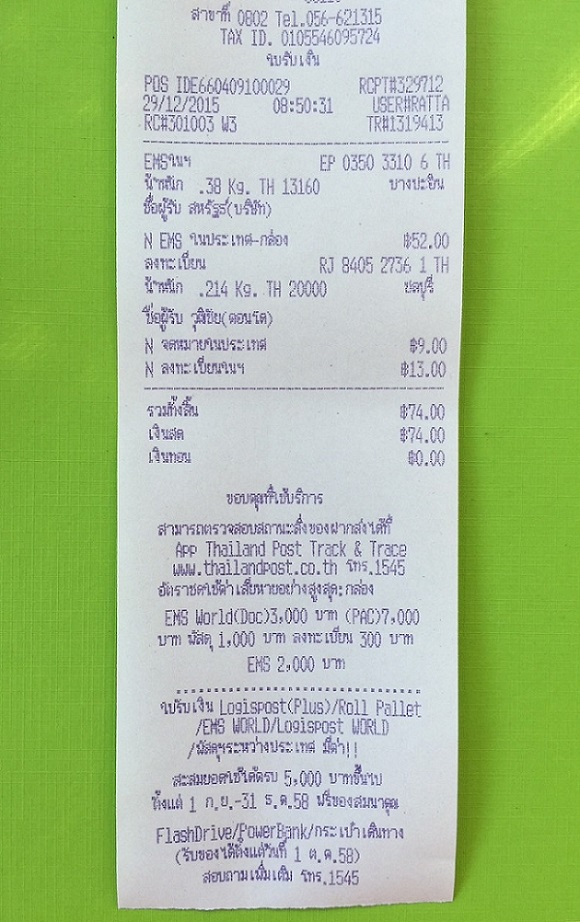 สาขาที่ 0802 Tel.056-621315
TAX ID. 0105546095724
ใบรับเงิน
POS IDE660409100029 RCPT#329712
29/12/2015 08:50:31 USER#RATTA
RC#301003 W3 TR#1319413
EMSในฯ EP 0350 3310 6 TH
น้ำหนัก .38 Kg. TH 13160 บางปะอิน
ชื่อผู้รับ สหรัฐธ์(บริษัท)
N EMS ในประเทศ-กล่อง ฿52.00
ลงทะเบียน RJ 8405 2736 1 TH
น้ำหนัก .214 Kg. TH 20000 ชลบุรี
ชื่อผู้รับ วุฒิชัย(ดอนโต)
N จดหมายในประเทศ ฿9.00
N ลงทะเบียนในฯ ฿13.00
รวมทั้งสิ้น ฿74.00
เงินสด ฿74.00
เงินทอน ฿0.00
ขอบคุณที่ใช้บริการ
สามารถตรวจสอบสถานะสิ่งของฝากส่งได้ที่
App Thailand Post Track & Trace
www.thailandpost.co.th โทร.1545
อัตราชดใช้ค่าเสียหายอย่างสูงสุด:กล่อง
EMS World(Doc)3,000 บาท (PAC)7,000
บาท พัสดุ 1,000 บาท ลงทะเบียน 300 บาท
EMS 2,000 บาท
ใบรับเงิน Logispost(Plus)/Roll Pallet
/EMS WORLD/Logispost WORLD
/พัสดุฯระหว่างประเทศ มีค่า!!
สะสมยอดใช้ได้ครบ 5,000 บาทขึ้นไป
ตั้งแต่ 1 ก.ย.-31 ธ.ค.58 ฟรีของสมนาคุณ
FlashDrive/PowerBank/กระเป๋าเดินทาง
(รับของได้ตั้งแต่วันที่ 1 ต.ค.58)
สอบถามเพิ่มเติม โทร.1545